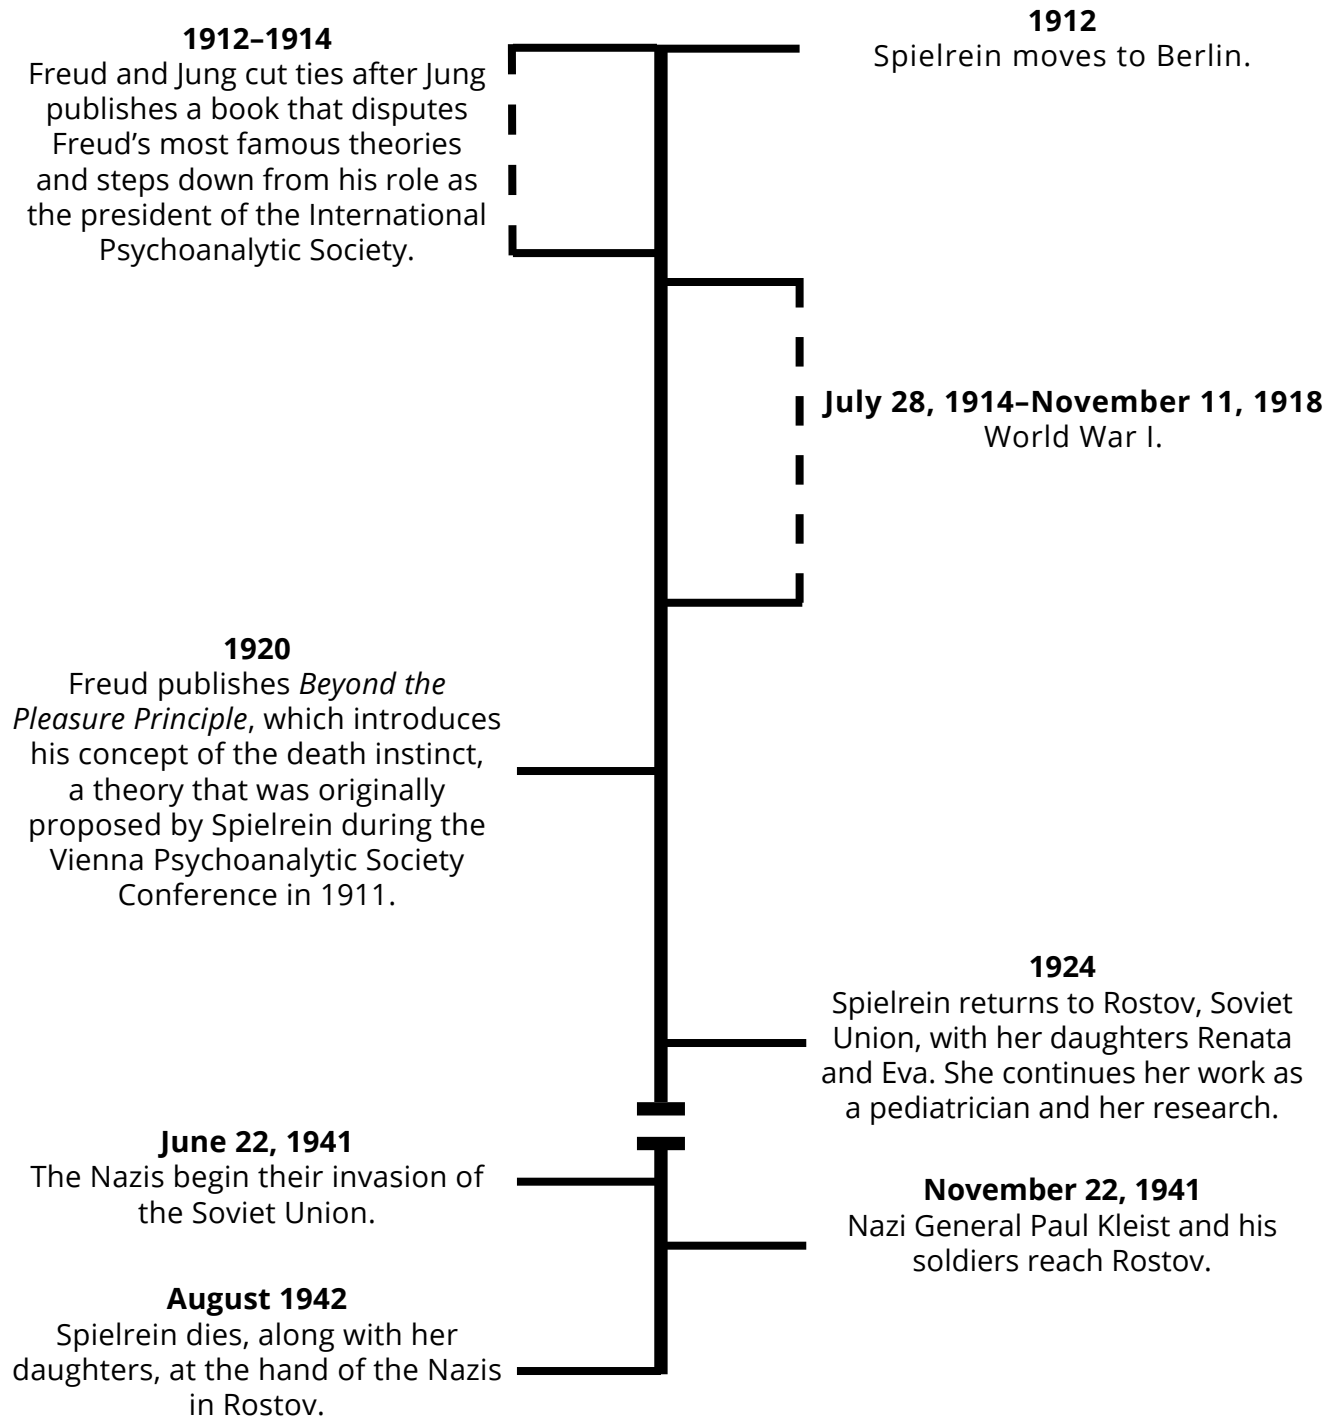 1912–1914
Freud and Jung cut ties after Jung
publishes a book that disputes
Freud’s most famous theories
and steps down from his role as
the president of the International
Psychoanalytic Society.
1912
Spielrein moves to Berlin.
July 28, 1914–November 11, 1918
World War I.
1920
Freud publishes Beyond the
Pleasure Principle, which introduces
his concept of the death instinct,
a theory that was originally
proposed by Spielrein during the
Vienna Psychoanalytic Society
Conference in 1911.
1924
Spielrein returns to Rostov, Soviet
Union, with her daughters Renata
and Eva. She continues her work as
a pediatrician and her research.
June 22, 1941
The Nazis begin their invasion of
the Soviet Union.
November 22, 1941
Nazi General Paul Kleist and his
soldiers reach Rostov.
August 1942
Spielrein dies, along with her
daughters, at the hand of the Nazis
in Rostov.